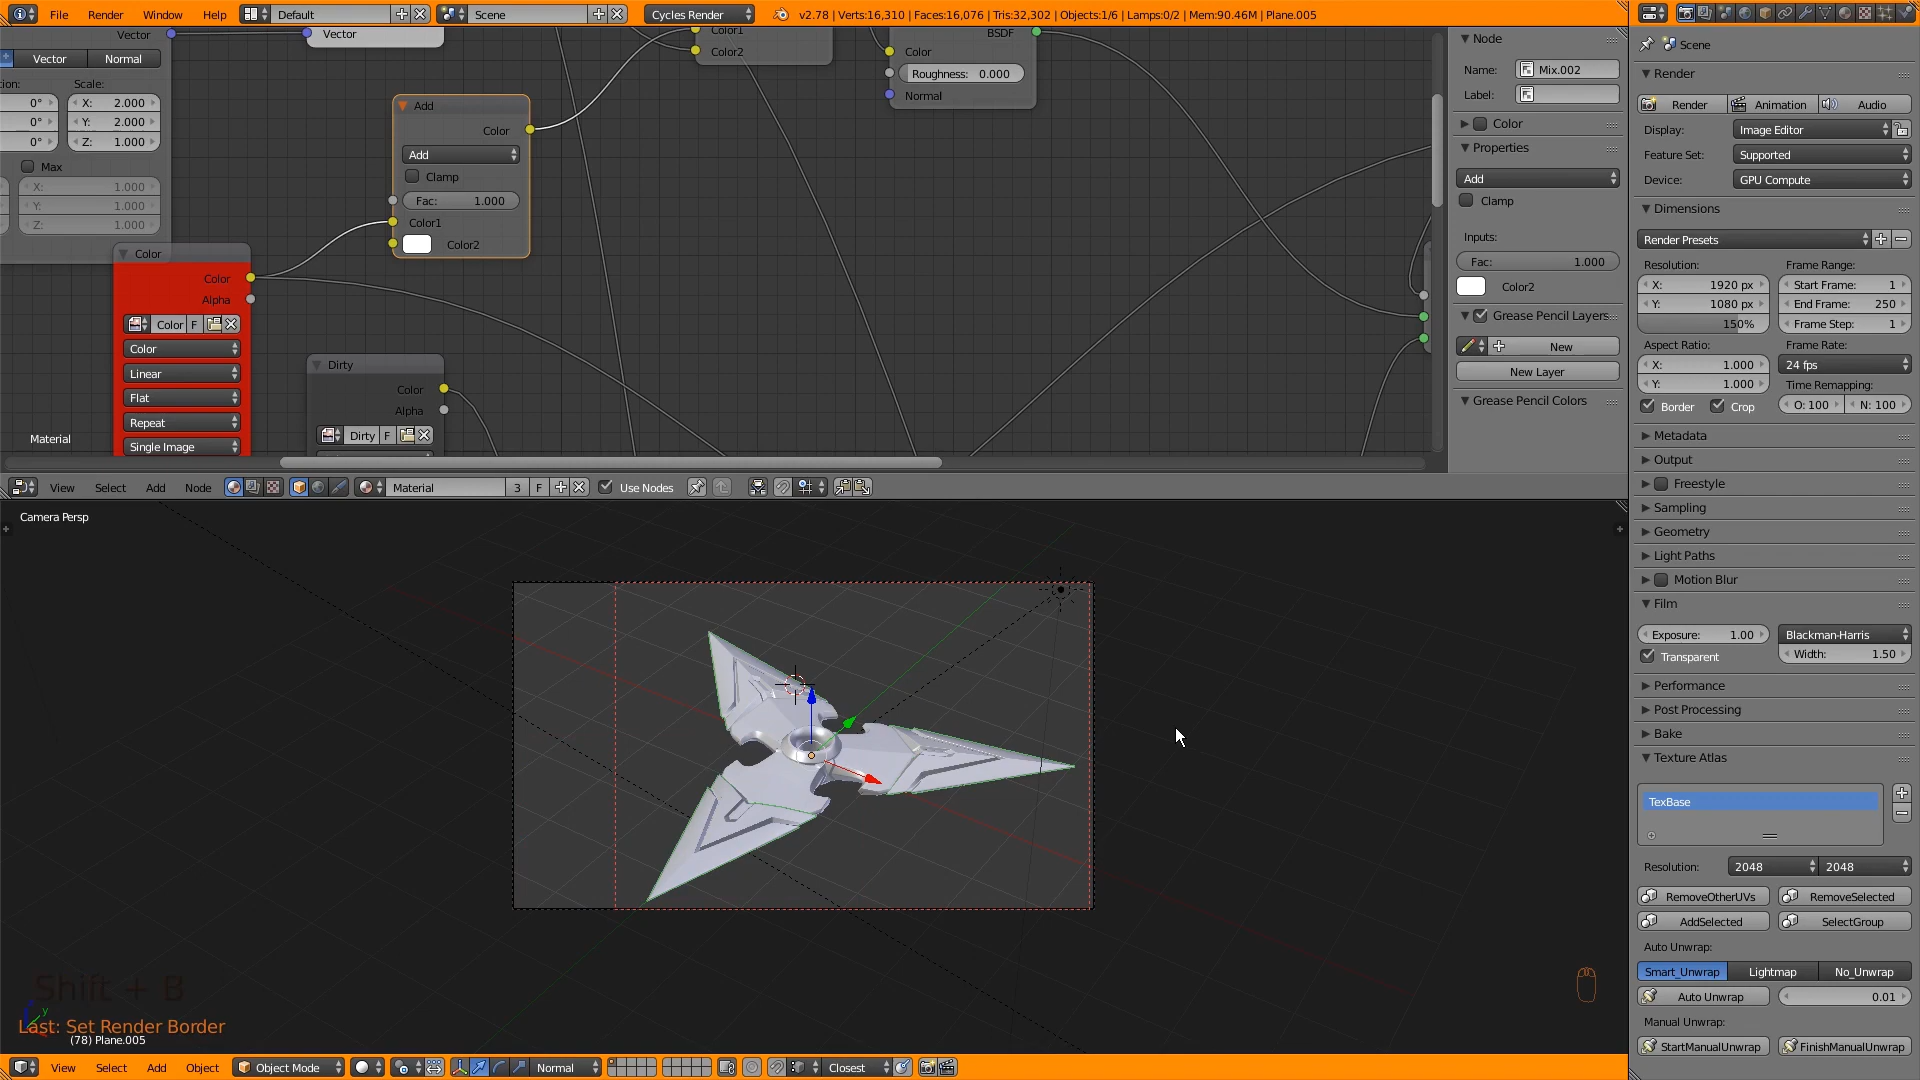 File Render Window Help Default Scene Cycles Render v2.78 | Verts:16,310 | Faces:16,076 | Tris:32,302 | Objects:1/6 | Lamps:0/2 | Mem:90.46M | Plane.005
Vector Vector
Vector Normal
Scale:
0° X: 2.000
0° Y: 2.000
0° Z: 1.000
Max
X: 1.000
Y: 1.000
Z: 1.000
Add
Color
Add
Clamp
Fac: 1.000
Color1
Color2
Color1
Color2
BSDF
Color
Roughness: 0.000
Normal
Color
Color
Alpha
Color F
Color
Linear
Flat
Repeat
Single Image
Dirty
Color
Alpha
Dirty F
Material
View Select Add Node Material 3 F Use Nodes
Node
Name: Mix.002
Label:
Color
Properties
Add
Clamp
Inputs:
Fac: 1.000
Color2
Grease Pencil Layers
New
New Layer
Grease Pencil Colors
Camera Persp
Shift + B
Last: Set Render Border
(78) Plane.005
View Select Add Object Object Mode Normal Closest
Scene
Render
Render Animation Audio
Display: Image Editor
Feature Set: Supported
Device: GPU Compute
Dimensions
Render Presets
Resolution: Frame Range:
X: 1920 px Start Frame: 1
Y: 1080 px End Frame: 250
150% Frame Step: 1
Aspect Ratio: Frame Rate:
X: 1.000 24 fps
Y: 1.000 Time Remapping:
Border Crop O: 100 N: 100
Metadata
Output
Freestyle
Sampling
Geometry
Light Paths
Motion Blur
Film
Exposure: 1.00 Blackman-Harris
Transparent Width: 1.50
Performance
Post Processing
Bake
Texture Atlas
TexBase
Resolution: 2048 2048
RemoveOtherUVs RemoveSelected
AddSelected SelectGroup
Auto Unwrap:
Smart_Unwrap Lightmap No_Unwrap
Auto Unwrap 0.01
Manual Unwrap:
StartManualUnwrap FinishManualUnwrap